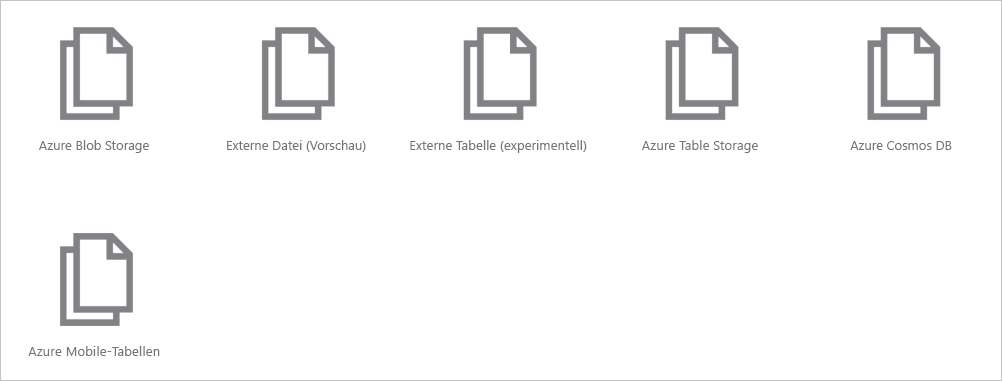 Azure Blob Storage
Externe Datei (Vorschau)
Externe Tabelle (experimentell)
Azure Table Storage
Azure Cosmos DB
Azure Mobile-Tabellen